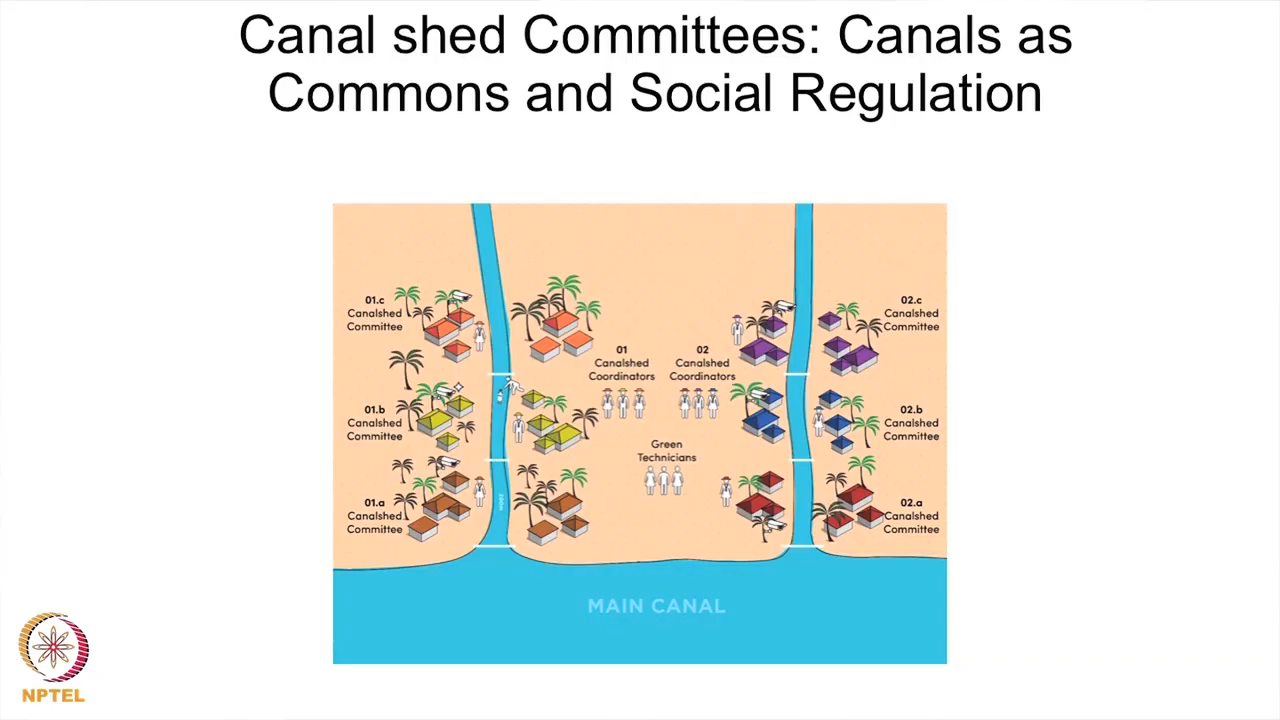 Canal shed Committees: Canals as
Commons and Social Regulation
01.c
Canalshed
Committee
01
Canalshed
Coordinators
02
Canalshed
Coordinators
02.c
Canalshed
Committee
01.b
Canalshed
Committee
02.b
Canalshed
Committee
Green
Technicians
01.a
Canalshed
Committee
02.a
Canalshed
Committee
MAIN CANAL
NPTEL